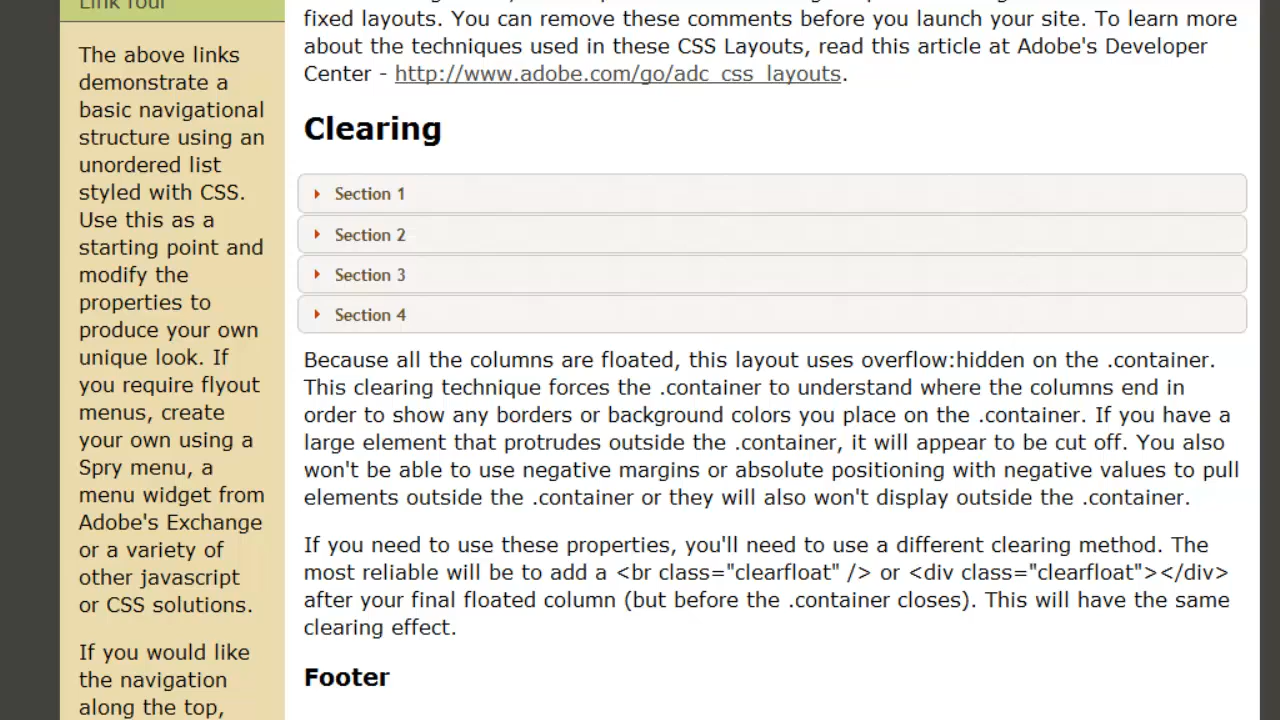 Link four
The above links
demonstrate a
basic navigational
structure using an
unordered list
styled with CSS.
Use this as a
starting point and
modify the
properties to
produce your own
unique look. If
you require flyout
menus, create
your own using a
Spry menu, a
menu widget from
Adobe's Exchange
or a variety of
other javascript
or CSS solutions.
If you would like
the navigation
along the top,
fixed layouts. You can remove these comments before you launch your site. To learn more
about the techniques used in these CSS Layouts, read this article at Adobe's Developer
Center - http://www.adobe.com/go/adc_css_layouts.
Clearing
Section 1
Section 2
Section 3
Section 4
Because all the columns are floated, this layout uses overflow:hidden on the .container.
This clearing technique forces the .container to understand where the columns end in
order to show any borders or background colors you place on the .container. If you have a
large element that protrudes outside the .container, it will appear to be cut off. You also
won't be able to use negative margins or absolute positioning with negative values to pull
elements outside the .container or they will also won't display outside the .container.
If you need to use these properties, you'll need to use a different clearing method. The
most reliable will be to add a <br class="clearfloat" /> or <div class="clearfloat"></div>
after your final floated column (but before the .container closes). This will have the same
clearing effect.
Footer